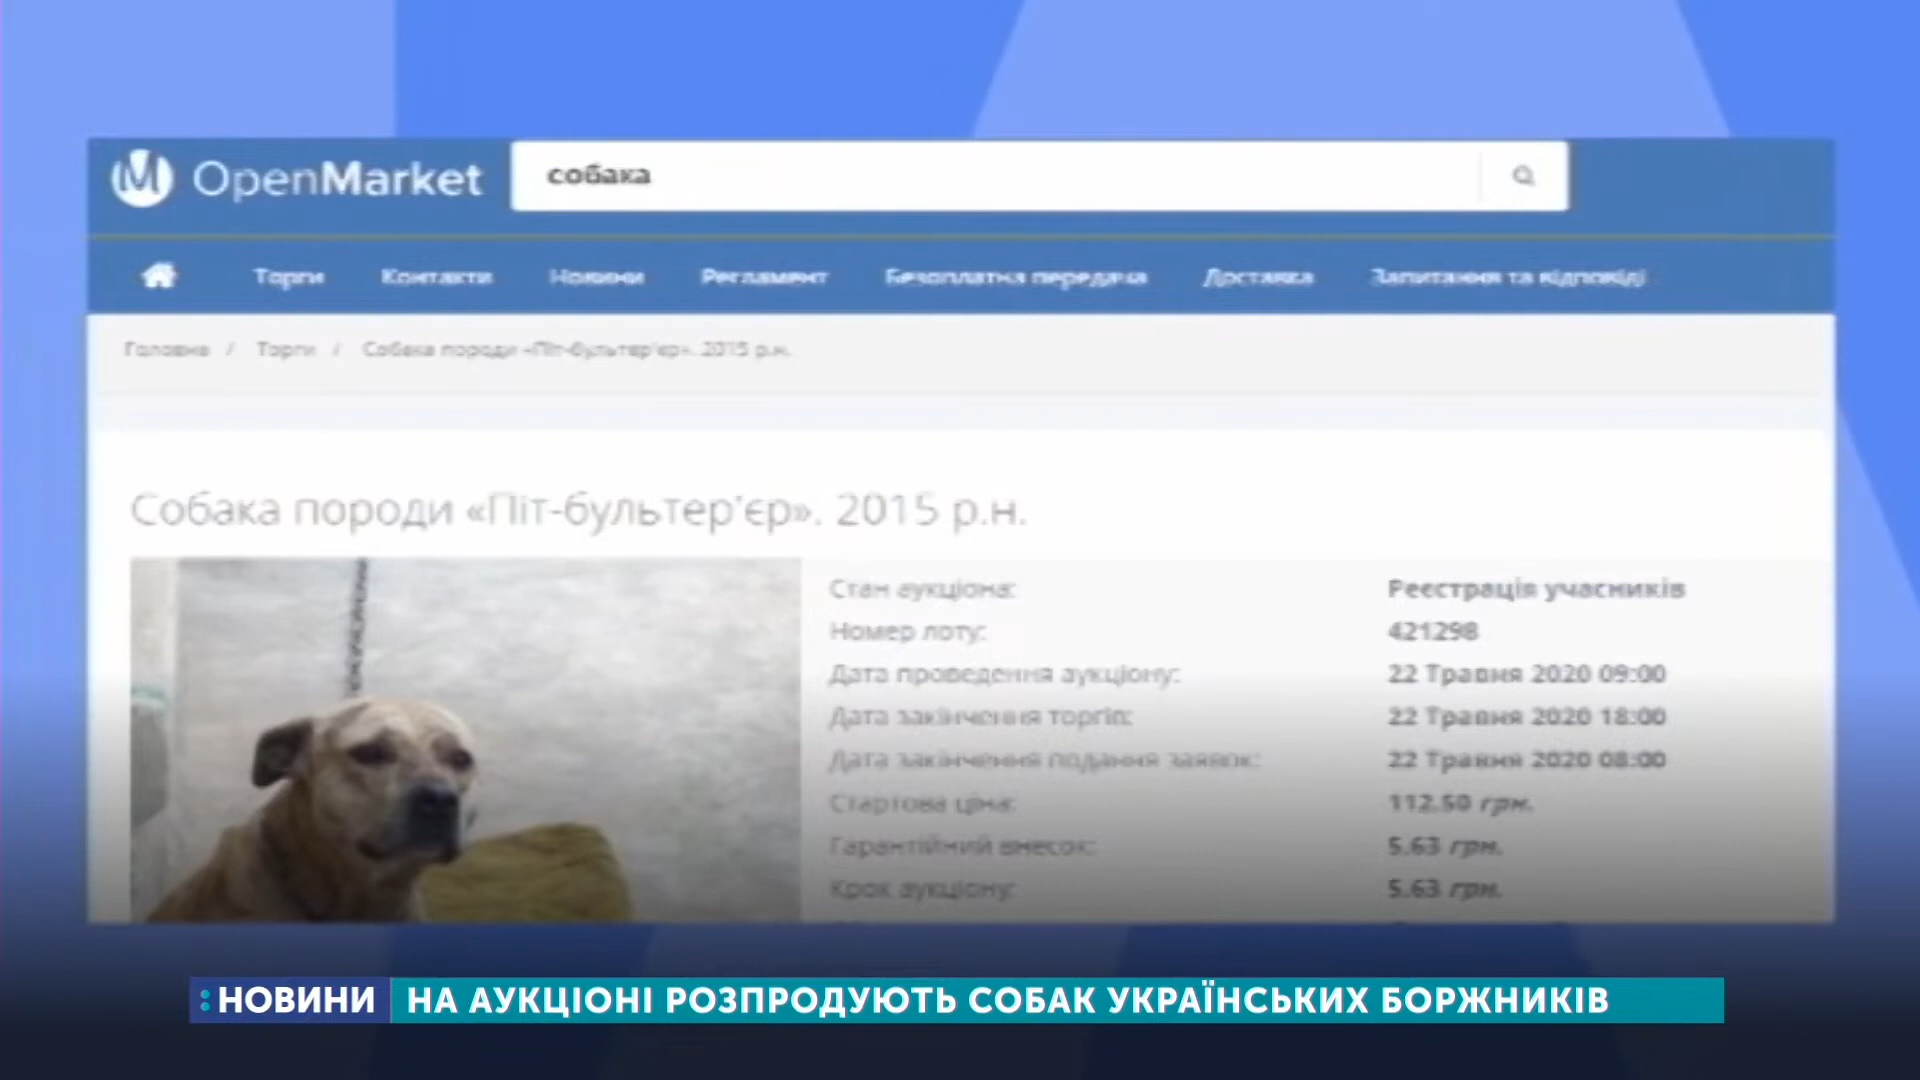 OpenMarket
собака
Торги Контакти Новини Регламент Безоплатна передача Доставка Запитання та відповіді
Головна / Торги / Собака породи «Піт-бультер'єр». 2015 р.н.
Собака породи «Піт-бультер'єр». 2015 р.н.
Стан аукціона: Реєстрація учасників
Номер лоту: 421298
Дата проведення аукціону: 22 Травня 2020 09:00
Дата закінчення торгів: 22 Травня 2020 18:00
Дата закінчення подання заявок: 22 Травня 2020 08:00
Стартова ціна: 112.50 грн.
Гарантійний внесок: 5.63 грн.
Крок аукціону: 5.63 грн.
:НОВИНИ НА АУКЦІОНІ РОЗПРОДУЮТЬ СОБАК УКРАЇНСЬКИХ БОРЖНИКІВ